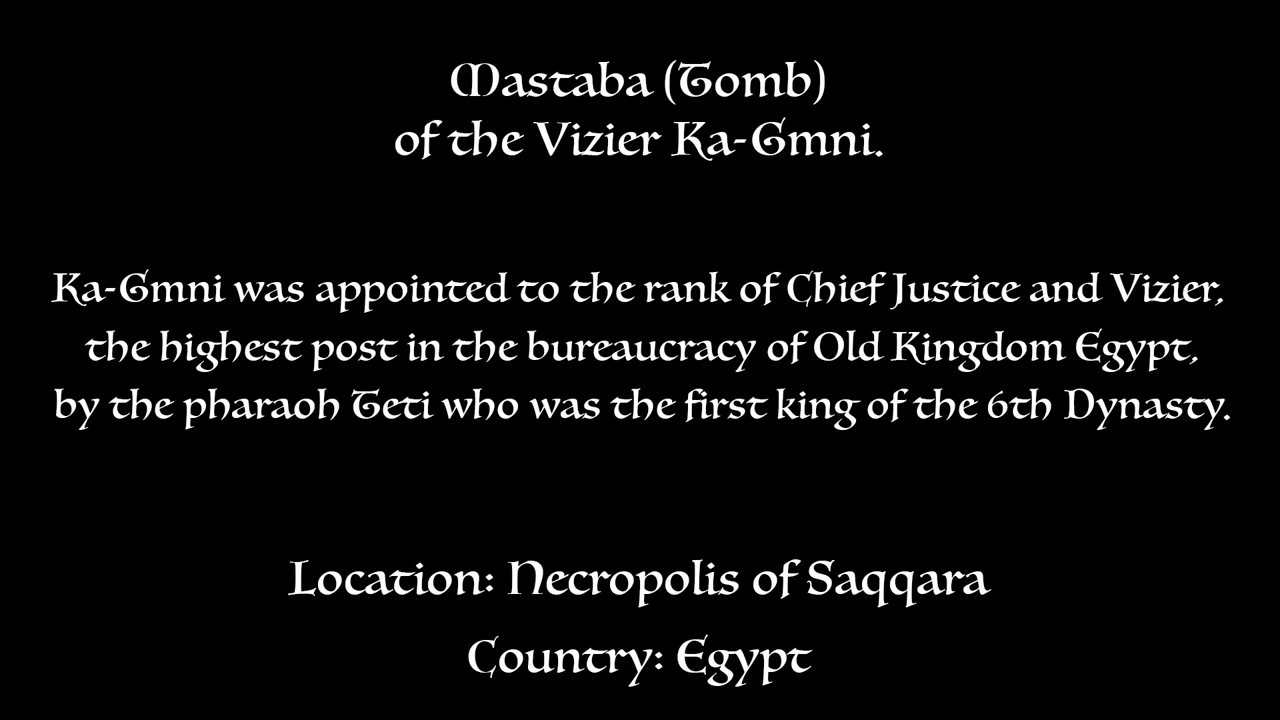 Mastaba (Tomb)
of the Vizier Ka-Gmni.
Ka-Gmni was appointed to the rank of Chief Justice and Vizier,
the highest post in the bureaucracy of Old Kingdom Egypt,
by the pharaoh Teti who was the first king of the 6th Dynasty.
Location: Necropolis of Saqqara
Country: Egypt